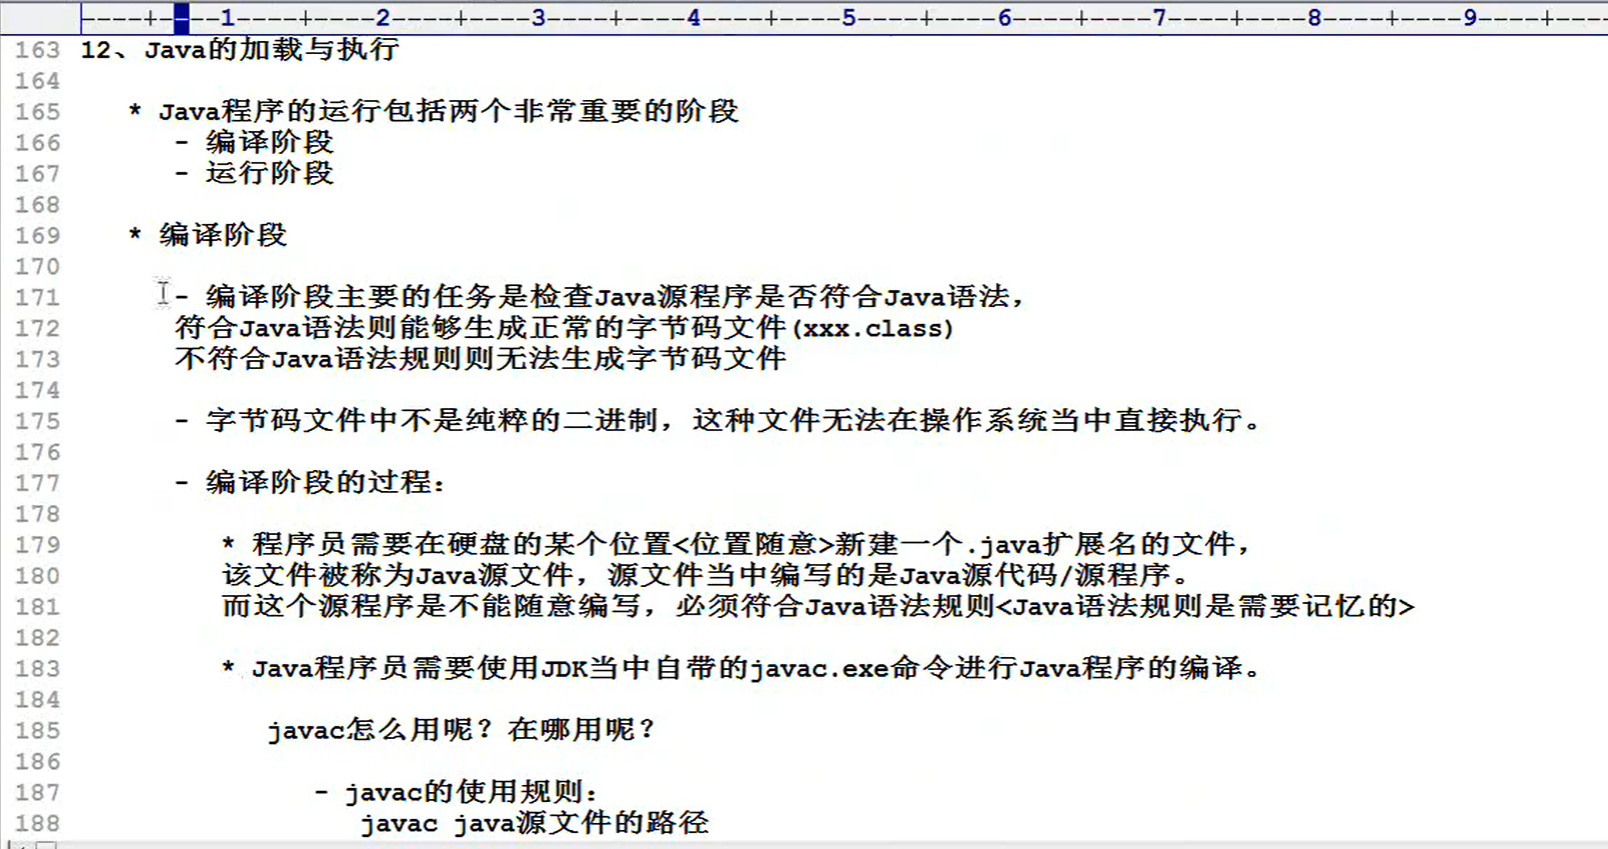 ----+----1----+----2----+----3----+----4----+----5----+----6----+----7----+----8----+----9----+----
163 12、Java的加载与执行
164
165 * Java程序的运行包括两个非常重要的阶段
166 - 编译阶段
167 - 运行阶段
168
169 * 编译阶段
170
171 - 编译阶段主要的任务是检查Java源程序是否符合Java语法，
172 符合Java语法则能够生成正常的字节码文件(xxx.class)
173 不符合Java语法规则则无法生成字节码文件
174
175 - 字节码文件中不是纯粹的二进制，这种文件无法在操作系统当中直接执行。
176
177 - 编译阶段的过程：
178
179 * 程序员需要在硬盘的某个位置<位置随意>新建一个.java扩展名的文件，
180 该文件被称为Java源文件，源文件当中编写的是Java源代码/源程序。
181 而这个源程序是不能随意编写，必须符合Java语法规则<Java语法规则是需要记忆的>
182
183 * Java程序员需要使用JDK当中自带的javac.exe命令进行Java程序的编译。
184
185 javac怎么用呢？在哪用呢？
186
187 - javac的使用规则：
188 javac java源文件的路径